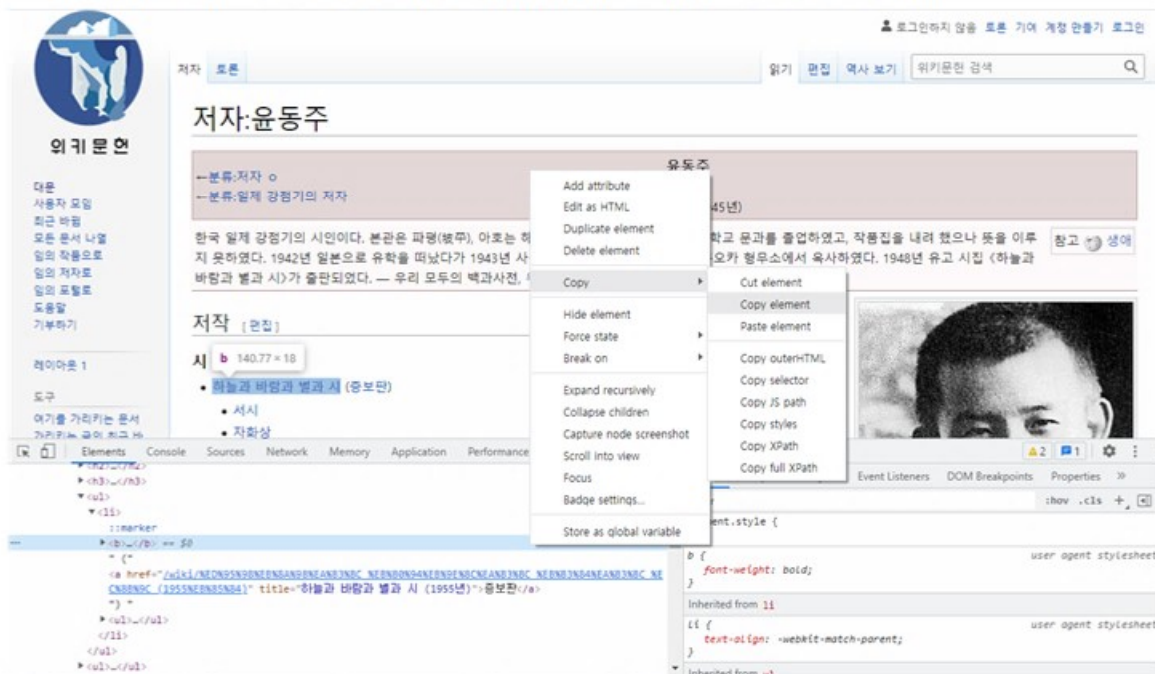 로그인하지 않음 토론 기여 계정 만들기 로그인
저자 토론
읽기 편집 역사 보기 위키문헌 검색
위키문헌
저자:윤동주
윤동주
←분류:저자 ㅇ
←분류:일제 강점기의 저자
45년)
한국 일제 강점기의 시인이다. 본관은 파평(坡平), 아호는 해
학교 문과를 졸업하였고, 작품집을 내려 했으나 뜻을 이루
지 못하였다. 1942년 일본으로 유학을 떠났다가 1943년 사
오카 형무소에서 옥사하였다. 1948년 유고 시집 《하늘과
바람과 별과 시》가 출판되었다. — 우리 모두의 백과사전,
참고 생애
대문
사용자 모임
최근 바뀜
모든 문서 나열
임의 작품으로
임의 저자로
임의 포털로
도움말
기부하기
레이아웃 1
도구
여기를 가리키는 문서
가리키는 글의 최근 바
저작 [편집]
시
b 140.77 × 18
• 하늘과 바람과 별과 시 (증보판)
• 서시
• 자화상
Add attribute
Edit as HTML
Duplicate element
Delete element
Copy
Hide element
Force state
Break on
Expand recursively
Collapse children
Capture node screenshot
Scroll into view
Focus
Badge settings...
Store as global variable
Cut element
Copy element
Paste element
Copy outerHTML
Copy selector
Copy JS path
Copy styles
Copy XPath
Copy full XPath
Elements Console Sources Network Memory Application Performance
2 1
<h2>…</h2>
<h3>…</h3>
<ul>
<li>
::marker
<b>…</b> == $0
" ("
<a href="/wiki/%ED%95%98%EB%8A%98%EA%B3%BC_%EB%B0%94%EB%9E%8C%EA%B3%BC_%EB%B3%84%EA%B3%BC_%E
C%8B%9C_(1955%EB%85%84)" title="하늘과 바람과 별과 시 (1955년)">증보판</a>
") "
<ul>…</ul>
</li>
</ul>
<ul>…</ul>
Event Listeners DOM Breakpoints Properties »
:hov .cls +
ent.style {
b { user agent stylesheet
font-weight: bold;
}
Inherited from li
li { user agent stylesheet
text-align: -webkit-match-parent;
}
Inherited from ul